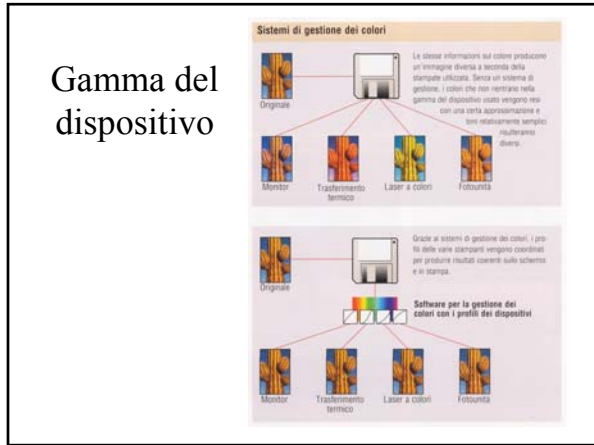 Gamma del
dispositivo
Sistemi di gestione dei colori
Le stesse informazioni sul colore producono
un'immagine diversa a seconda della
stampate utilizzata. Senza un sistema di
gestione, i colori che non rientrano nella
gamma del dispositivo usato vengono resi
con una certa approssimazione e
toni relativamente semplici
risulteranno
diversi.
Originale
Monitor
Trasferimento
termico
Laser a colori
Fotounità
Grazie ai sistemi di gestione dei colori, i pro-
fili delle varie stampanti vengono coordinati
per produrre risultati coerenti sullo schermo
e in stampa.
Originale
Software per la gestione dei
colori con i profili dei dispositivi
Monitor
Trasferimento
termico
Laser a colori
Fotounità